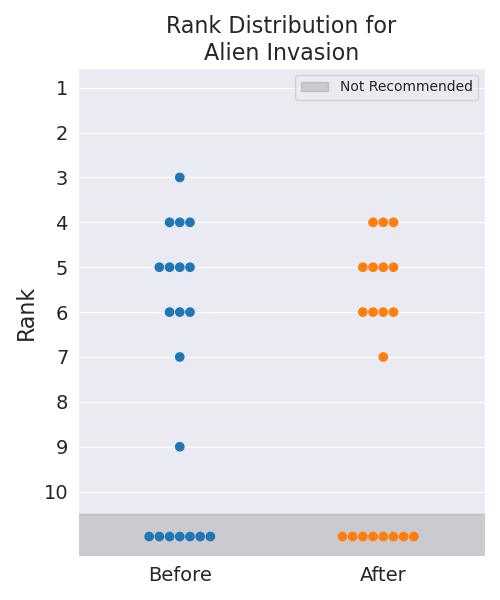 Rank Distribution for
Alien Invasion
Not Recommended
1
2
3
4
5
6
7
8
9
10
Rank
Before
After